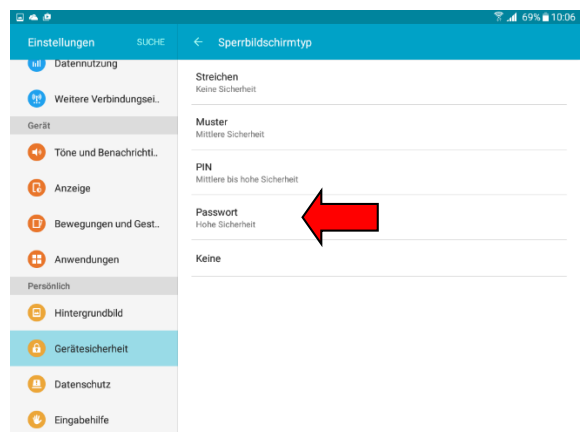 69% 10:06
Einstellungen SUCHE
Sperrbildschirmtyp
Datennutzung
Weitere Verbindungsei..
Gerät
Töne und Benachrichti..
Anzeige
Bewegungen und Gest..
Anwendungen
Persönlich
Hintergrundbild
Gerätesicherheit
Datenschutz
Eingabehilfe
Streichen
Keine Sicherheit
Muster
Mittlere Sicherheit
PIN
Mittlere bis hohe Sicherheit
Passwort
Hohe Sicherheit
Keine